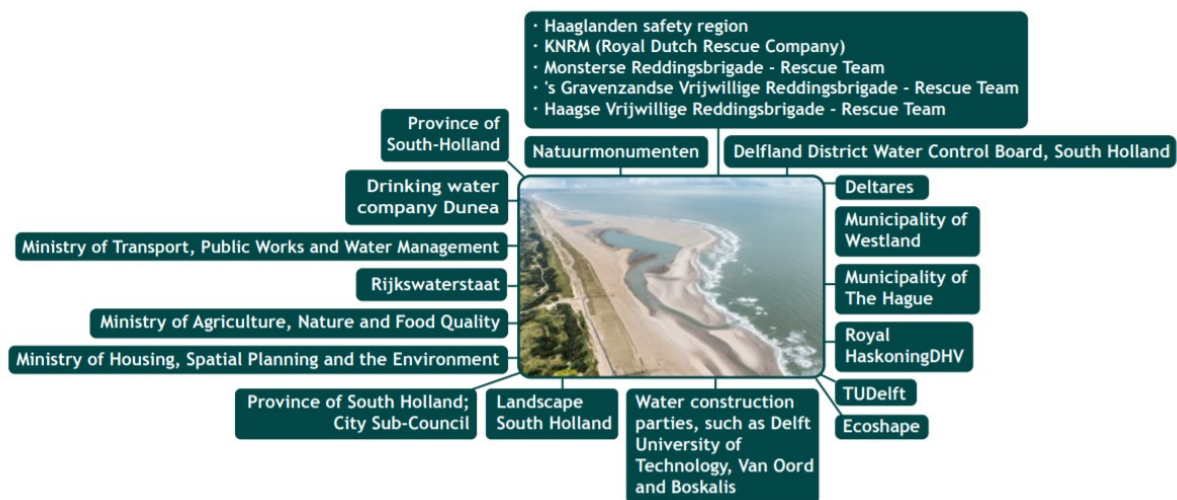 · Haaglanden safety region
· KNRM (Royal Dutch Rescue Company)
· Monsterse Reddingsbrigade - Rescue Team
· 's Gravenzandse Vrijwillige Reddingsbrigade - Rescue Team
· Haagse Vrijwillige Reddingsbrigade - Rescue Team
Province of
South-Holland
Natuurmonumenten
Delfland District Water Control Board, South Holland
Drinking water
company Dunea
Ministry of Transport, Public Works and Water Management
Rijkswaterstaat
Ministry of Agriculture, Nature and Food Quality
Ministry of Housing, Spatial Planning and the Environment
Deltares
Municipality of
Westland
Municipality of
The Hague
Royal
HaskoningDHV
TUDelft
Ecoshape
Province of South Holland;
City Sub-Council
Landscape
South Holland
Water construction
parties, such as Delft
University of
Technology, Van Oord
and Boskalis